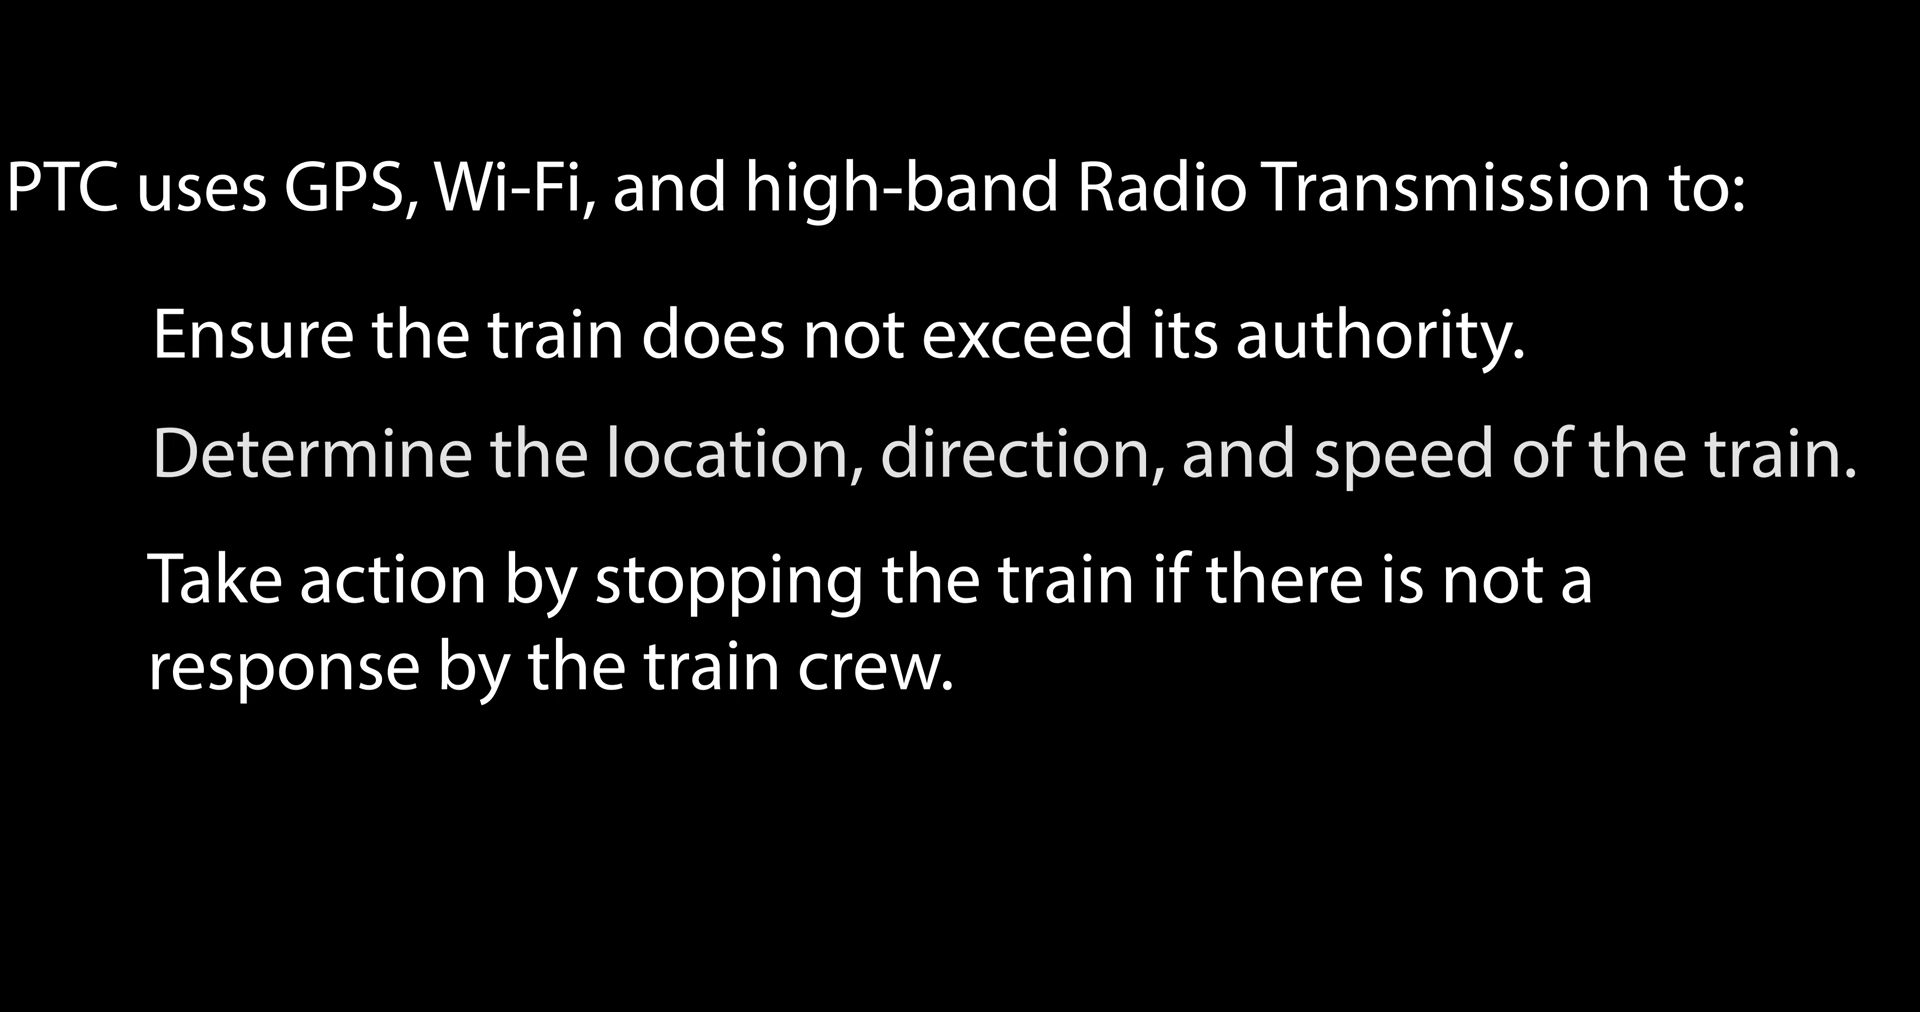 PTC uses GPS, Wi-Fi, and high-band Radio Transmission to:
Ensure the train does not exceed its authority.
Determine the location, direction, and speed of the train.
Take action by stopping the train if there is not a
response by the train crew.